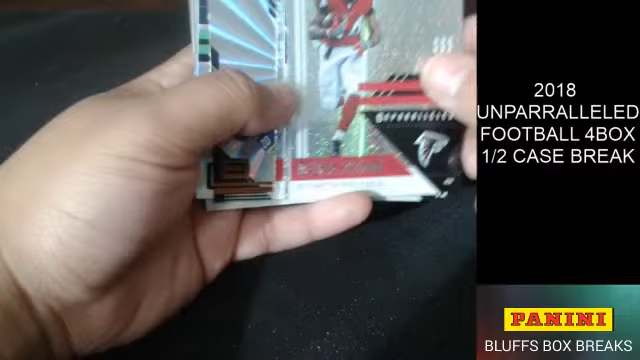 2018
UNPARRALLELED
FOOTBALL 4BOX
1/2 CASE BREAK
PANINI
BLUFFS BOX BREAKS